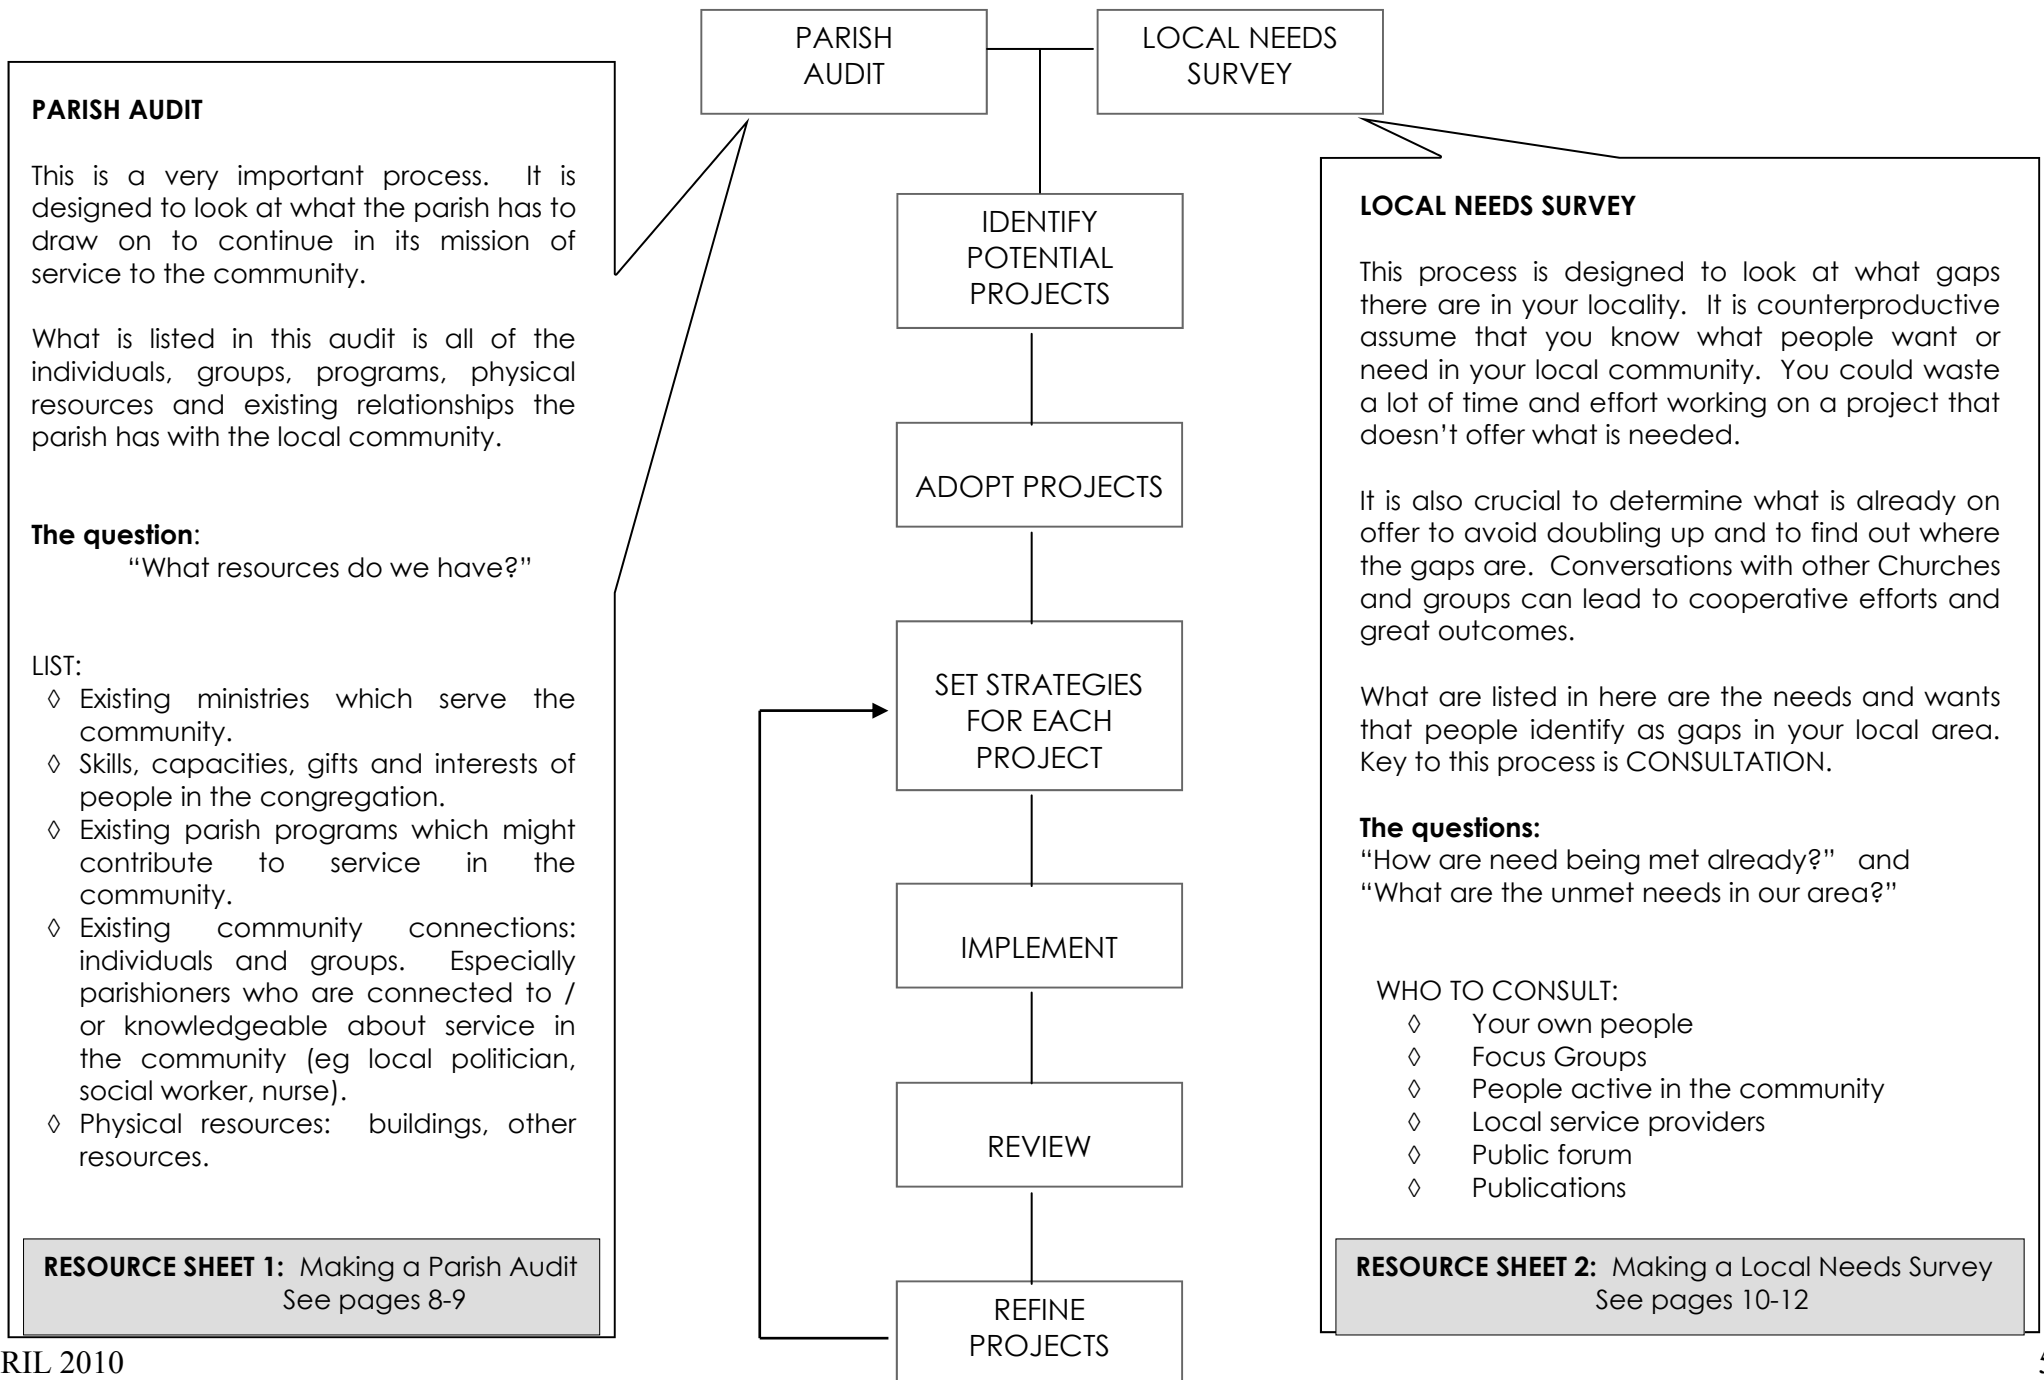 PARISH
AUDIT
LOCAL NEEDS
SURVEY
PARISH AUDIT
This is a very important process. It is
designed to look at what the parish has to
draw on to continue in its mission of
service to the community.
What is listed in this audit is all of the
individuals, groups, programs, physical
resources and existing relationships the
parish has with the local community.
The question:
“What resources do we have?”
LIST:
◊ Existing ministries which serve the
community.
◊ Skills, capacities, gifts and interests of
people in the congregation.
◊ Existing parish programs which might
contribute to service in the
community.
◊ Existing community connections:
individuals and groups. Especially
parishioners who are connected to /
or knowledgeable about service in
the community (eg local politician,
social worker, nurse).
◊ Physical resources: buildings, other
resources.
RESOURCE SHEET 1: Making a Parish Audit
See pages 8-9
IDENTIFY
POTENTIAL
PROJECTS
ADOPT PROJECTS
SET STRATEGIES
FOR EACH
PROJECT
IMPLEMENT
REVIEW
REFINE
PROJECTS
LOCAL NEEDS SURVEY
This process is designed to look at what gaps
there are in your locality. It is counterproductive
assume that you know what people want or
need in your local community. You could waste
a lot of time and effort working on a project that
doesn’t offer what is needed.
It is also crucial to determine what is already on
offer to avoid doubling up and to find out where
the gaps are. Conversations with other Churches
and groups can lead to cooperative efforts and
great outcomes.
What are listed in here are the needs and wants
that people identify as gaps in your local area.
Key to this process is CONSULTATION.
The questions:
“How are need being met already?” and
“What are the unmet needs in our area?”
WHO TO CONSULT:
◊ Your own people
◊ Focus Groups
◊ People active in the community
◊ Local service providers
◊ Public forum
◊ Publications
RESOURCE SHEET 2: Making a Local Needs Survey
See pages 10-12
RIL 2010